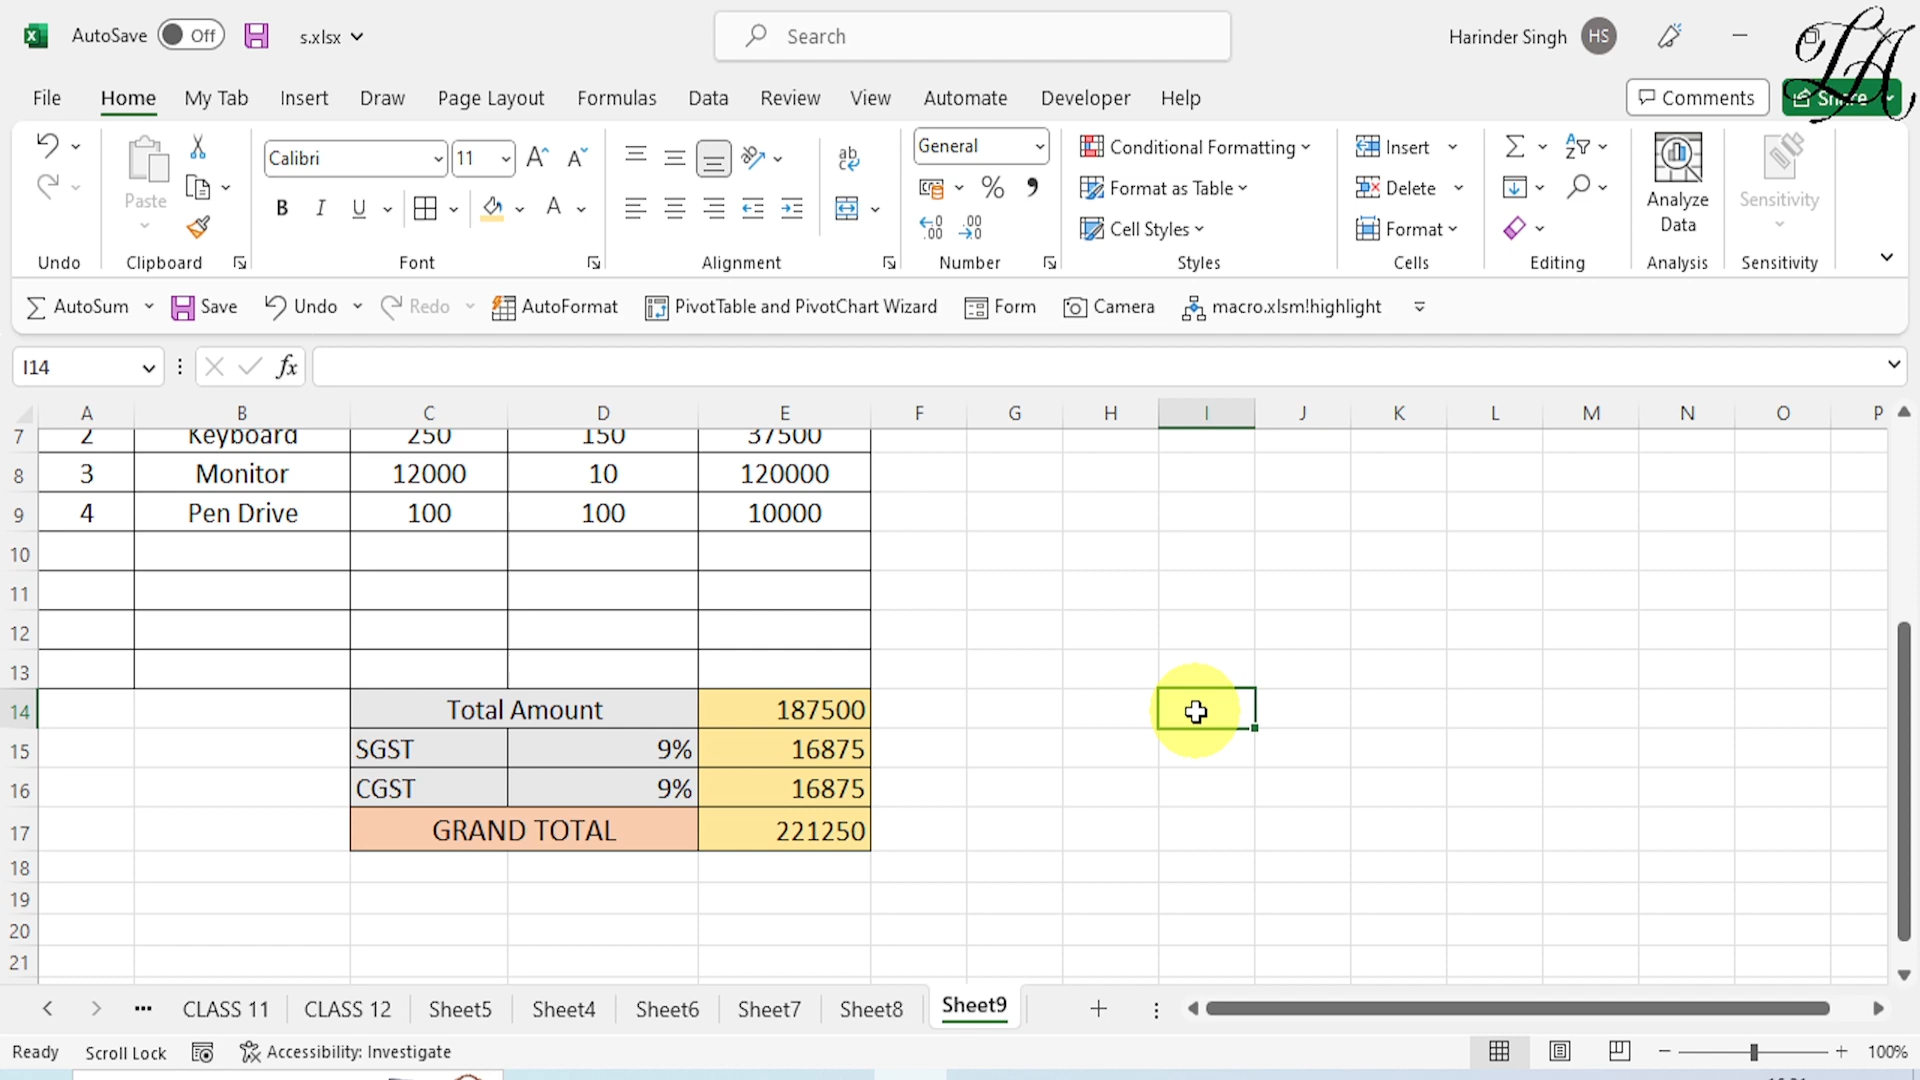 AutoSave Off s.xlsx Search Harinder Singh HS LA
File Home My Tab Insert Draw Page Layout Formulas Data Review View Automate Developer Help Comments Share
Paste Calibri 11 General Conditional Formatting Insert
Format as Table Delete Analyze Data Sensitivity
Cell Styles Format
Undo Clipboard Font Alignment Number Styles Cells Editing Analysis Sensitivity
AutoSum Save Undo Redo AutoFormat PivotTable and PivotChart Wizard Form Camera macro.xlsm!highlight
I14 fx
A B C D E F G H I J K L M N O P
7 2 Keyboard 250 150 37500
8 3 Monitor 12000 10 120000
9 4 Pen Drive 100 100 10000
10
11
12
13
14 Total Amount 187500
15 SGST 9% 16875
16 CGST 9% 16875
17 GRAND TOTAL 221250
18
19
20
21
CLASS 11 CLASS 12 Sheet5 Sheet4 Sheet6 Sheet7 Sheet8 Sheet9
Ready Scroll Lock Accessibility: Investigate 100%